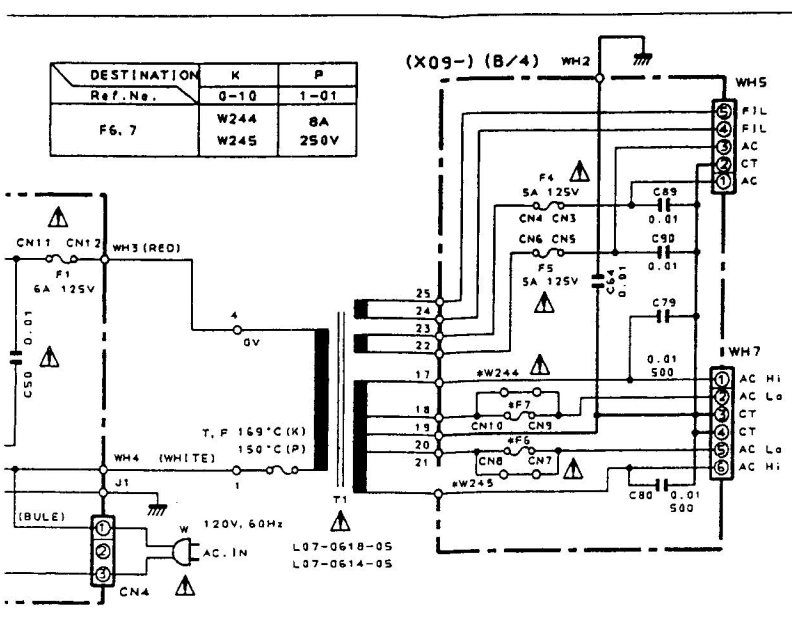 (X09-) (B/4) WH2
WH5
DESTINATION K P
Ref.No. 0-10 1-01
F6, 7 W244 8A
W245 250V
⑤ FIL
④ FIL
③ AC
② CT
① AC
F4
5A 125V
CN4 CN3
C89
0.01
CN6 CN5
F5
5A 125V
C90
0.01
C64
0.01
C79
0.01
500
CN11 CN12 WH3 (RED)
F1
6A 125V
C50 0.01
4
0V
25
24
23
22
17
18
19
20
21
*W244
*F7
CN10 CN9
*F6
CN8 CN7
*W245
C80 0.01
500
WH7
① AC Hi
② AC Lo
③ CT
④ CT
⑤ AC Lo
⑥ AC Hi
T, F 169°C (K)
150°C (P)
WH4 (WHITE) 1
J1
T1
(BULE)
①
②
③
W
120V, 60Hz
AC. IN
CN4
L07-0618-05
L07-0614-05